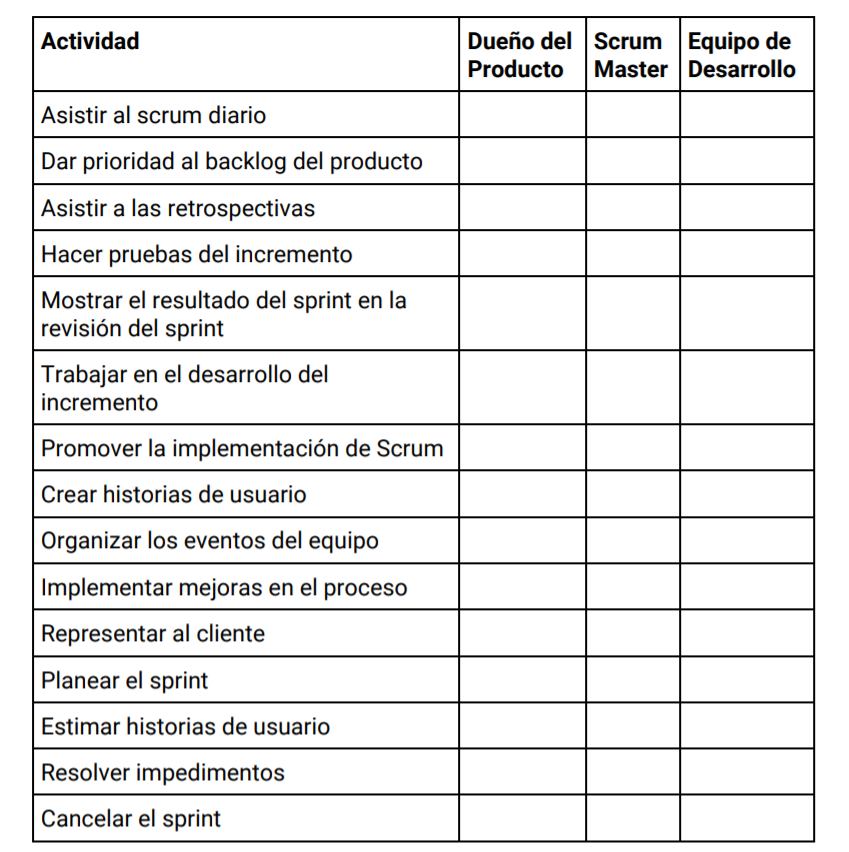 Actividad
Dueño del Producto
Scrum Master
Equipo de Desarrollo
Asistir al scrum diario
Dar prioridad al backlog del producto
Asistir a las retrospectivas
Hacer pruebas del incremento
Mostrar el resultado del sprint en la
revisión del sprint
Trabajar en el desarrollo del
incremento
Promover la implementación de Scrum
Crear historias de usuario
Organizar los eventos del equipo
Implementar mejoras en el proceso
Representar al cliente
Planear el sprint
Estimar historias de usuario
Resolver impedimentos
Cancelar el sprint